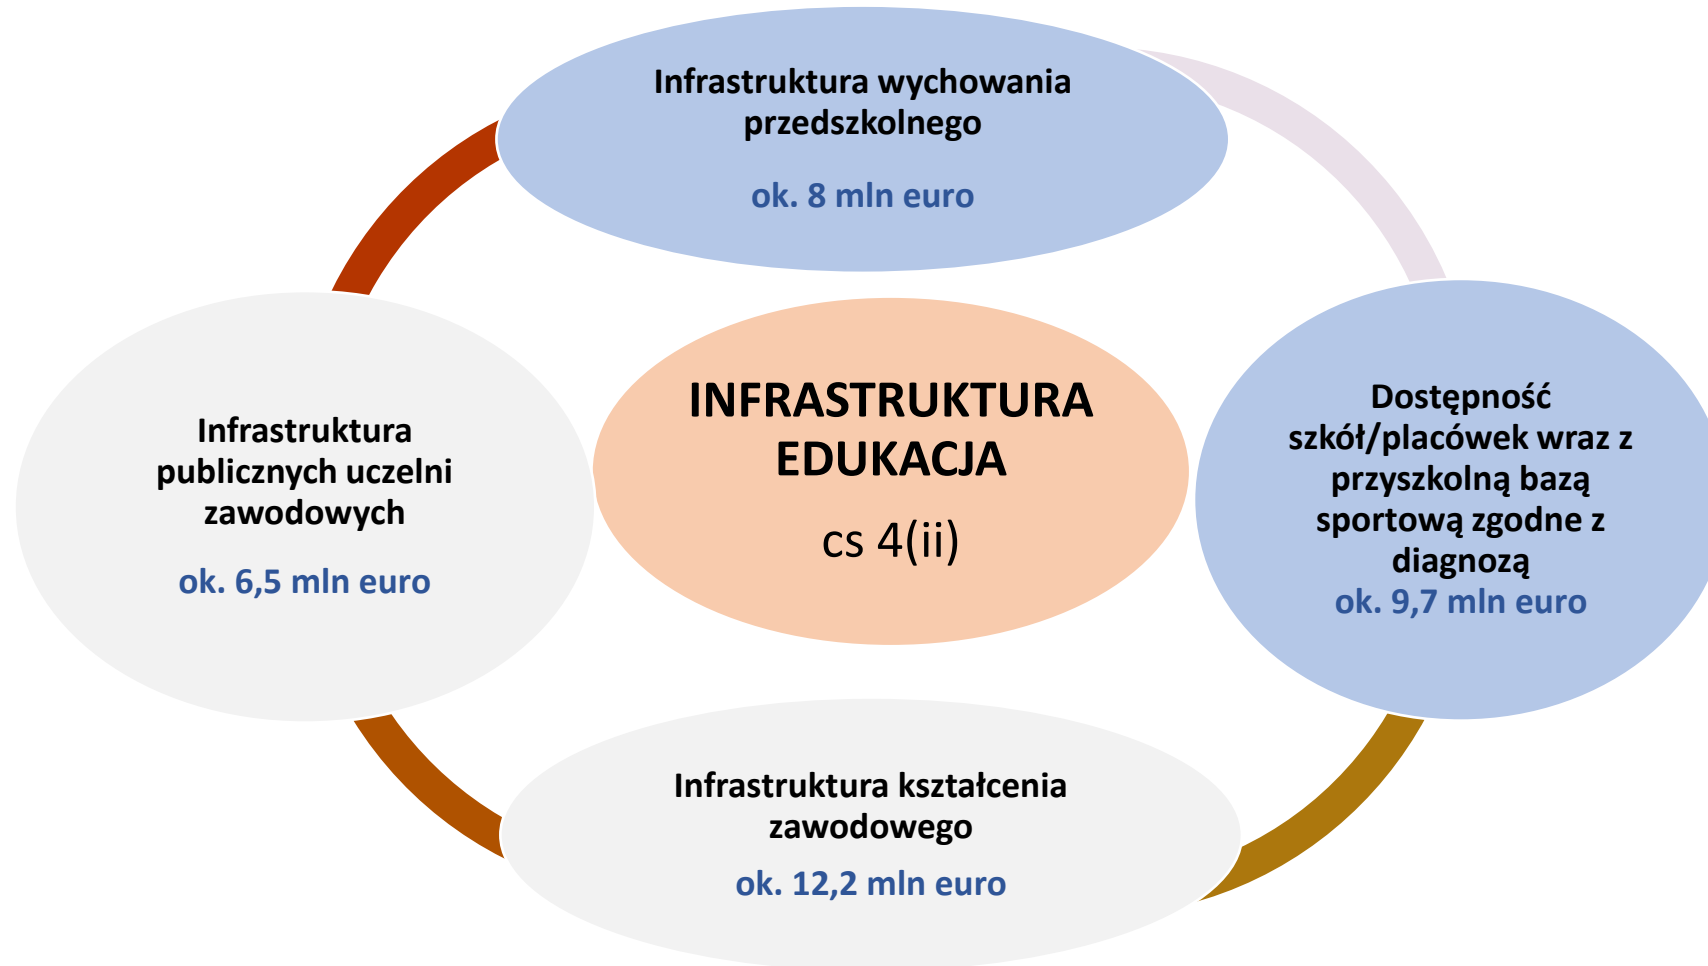 Infrastruktura wychowania
przedszkolnego
ok. 8 mln euro
INFRASTRUKTURA
EDUKACJA
cs 4(ii)
Dostępność
szkół/placówek wraz z
przyszkolną bazą
sportową zgodne z
diagnozą
ok. 9,7 mln euro
Infrastruktura
publicznych uczelni
zawodowych
ok. 6,5 mln euro
Infrastruktura kształcenia
zawodowego
ok. 12,2 mln euro